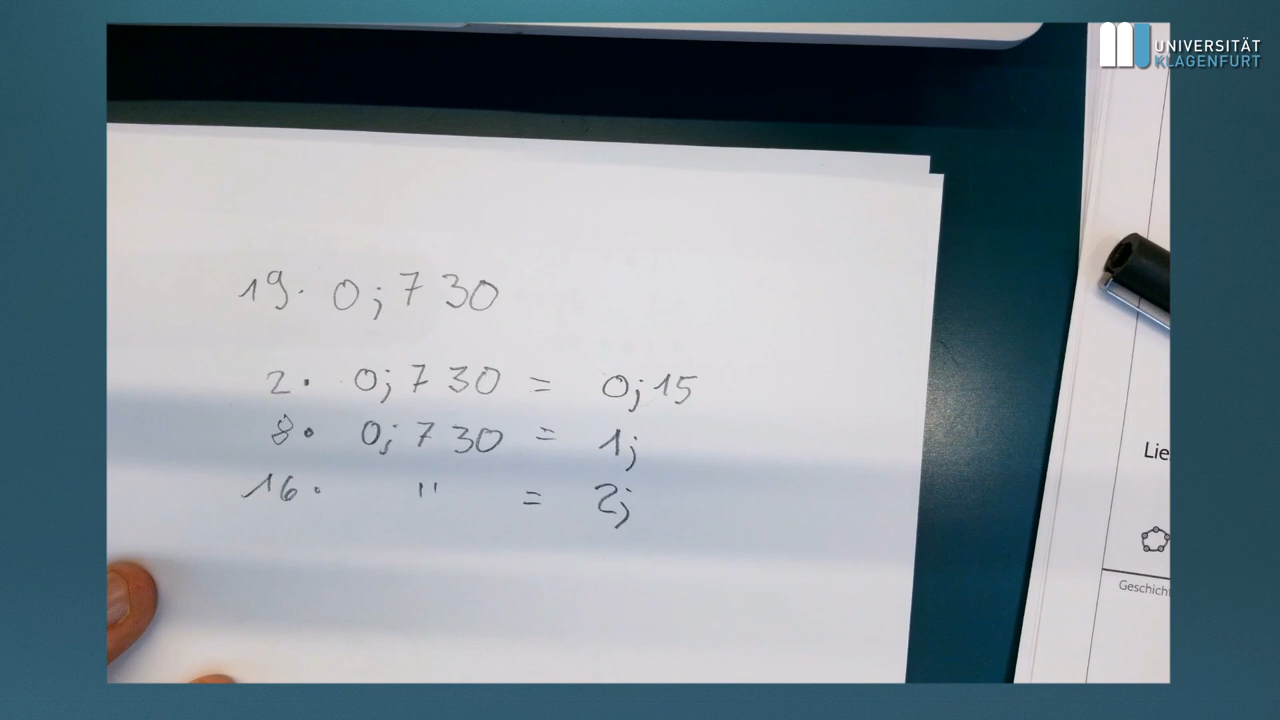 UNIVERSITÄT
KLAGENFURT
19 · 0;7 30
2 · 0;7 30 = 0;15
8 · 0;7 30 = 1;
16 · " = 2;
Lie
Geschich